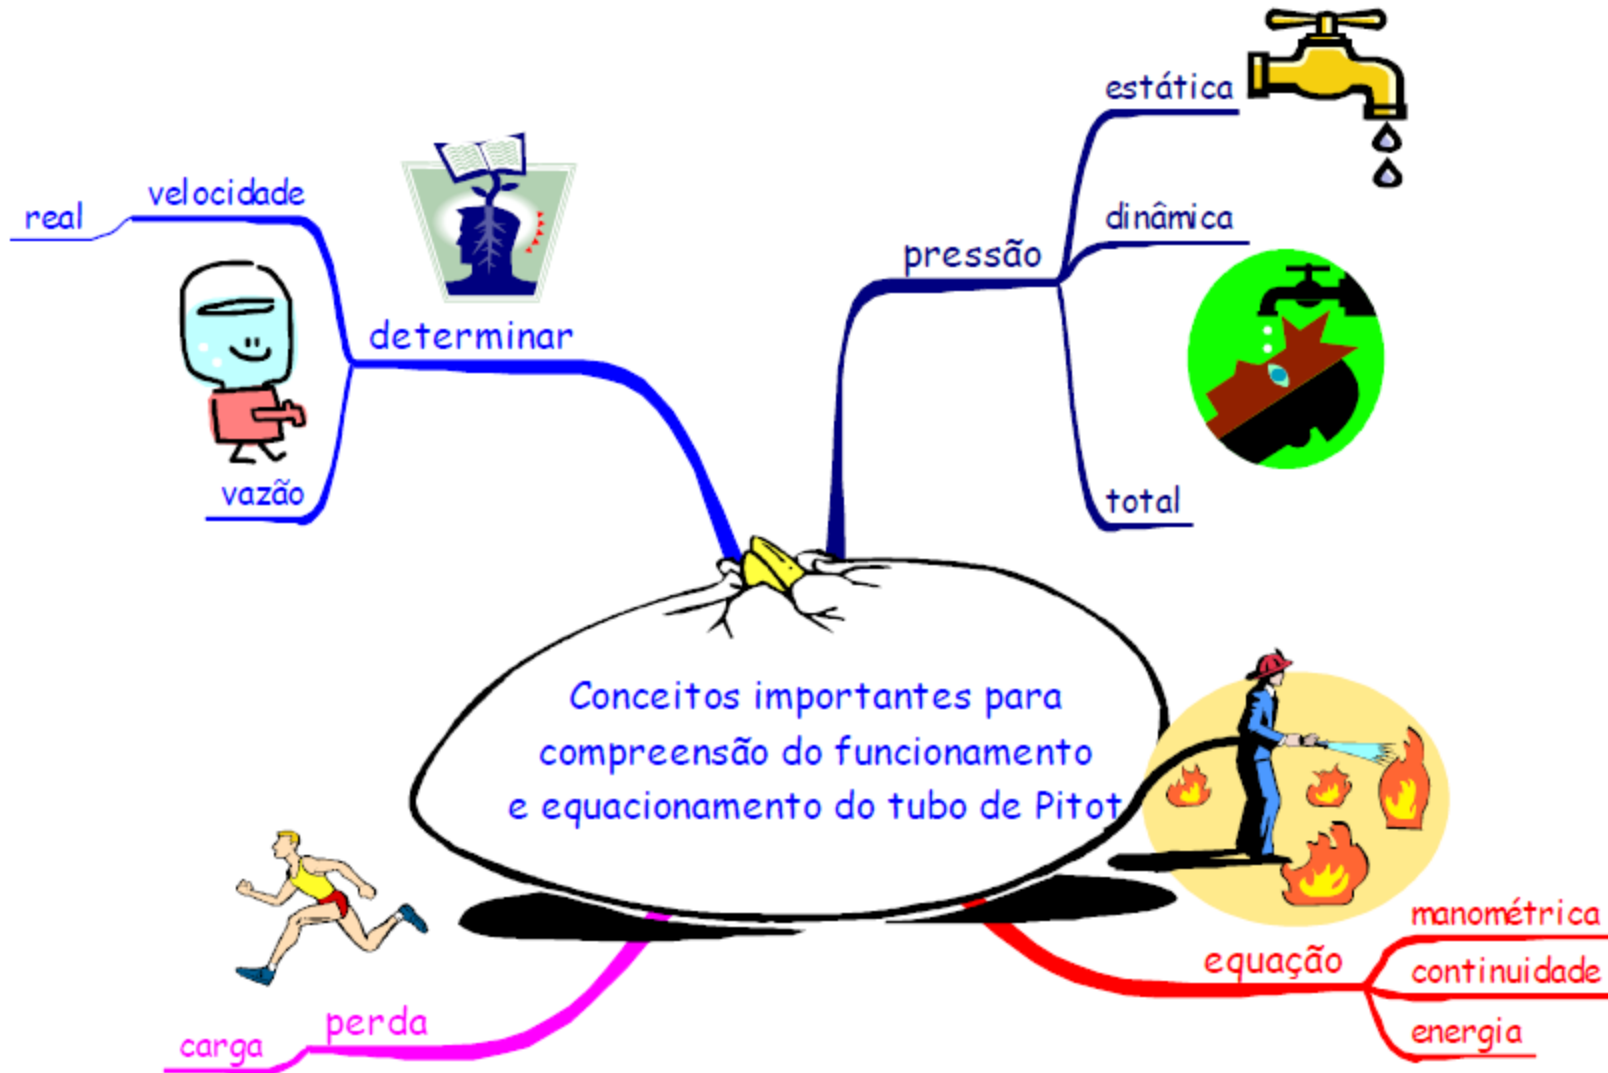 estática
velocidade
real
dinâmica
pressão
determinar
vazão
total
Conceitos importantes para
compreensão do funcionamento
e equacionamento do tubo de Pitot
manométrica
equação
continuidade
energia
perda
carga